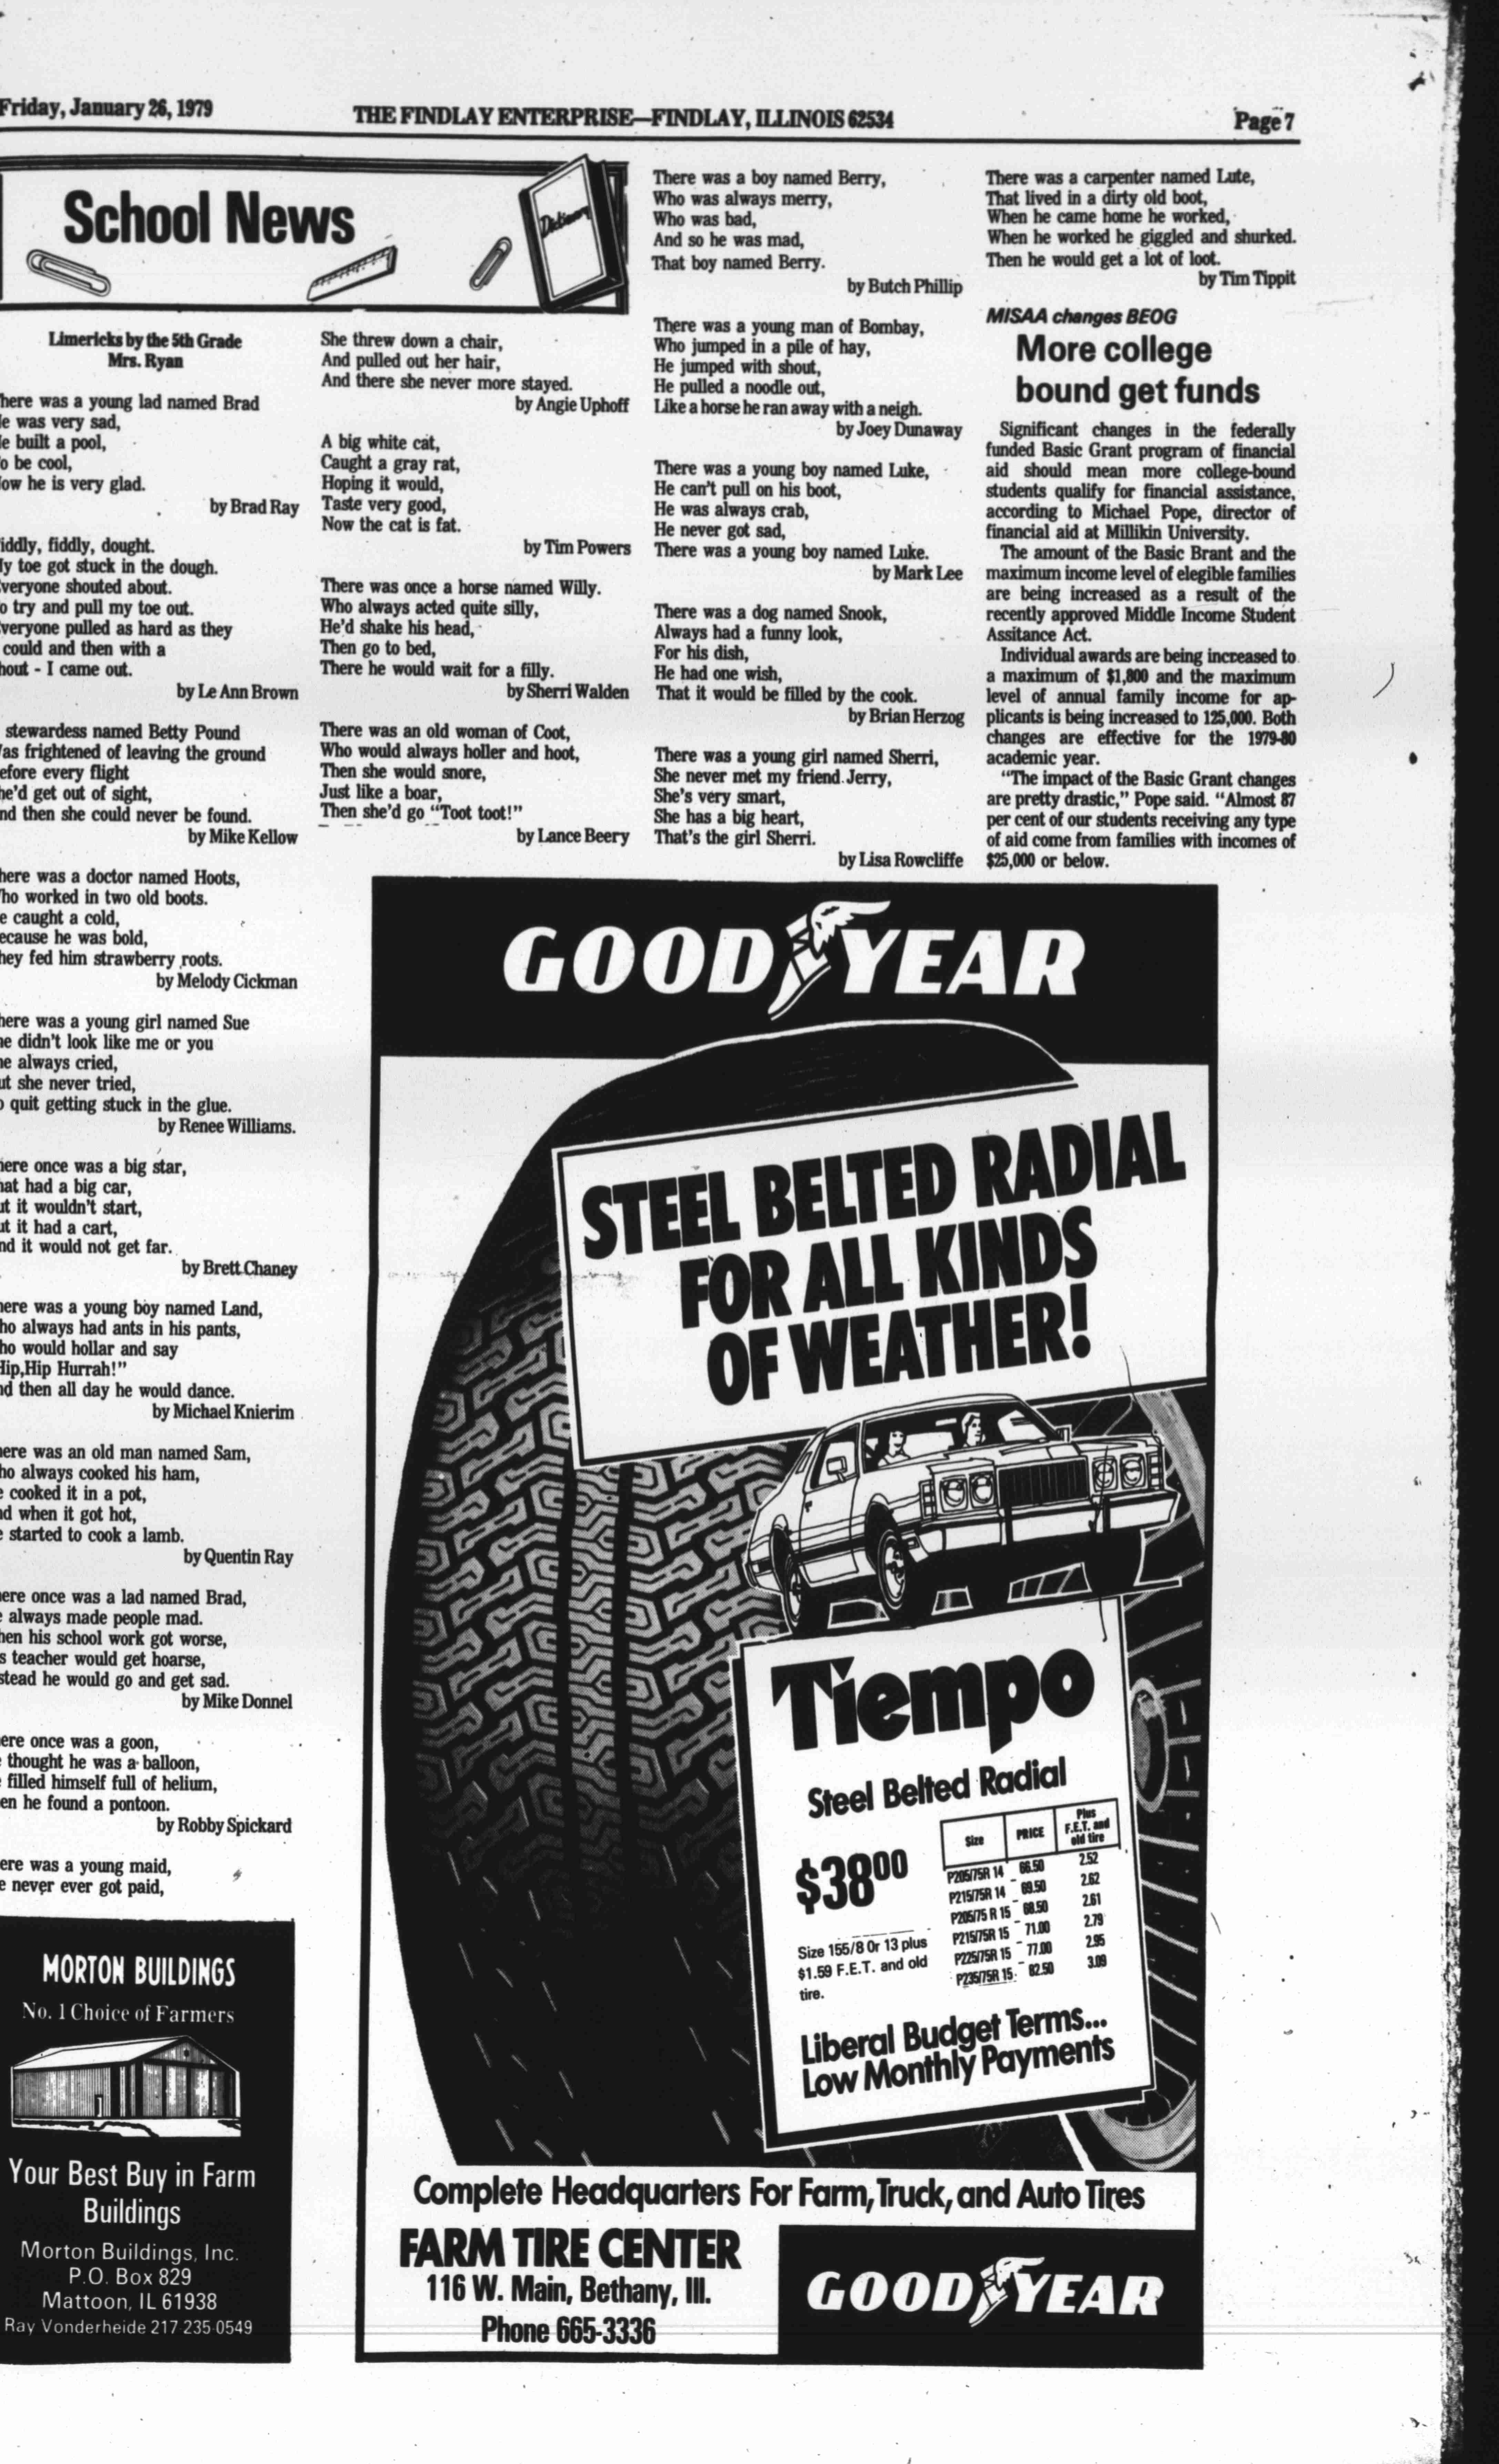 Friday, January 26, 1979
THE FINDLAY ENTERPRISE—FINDLAY, ILLINOIS 62534
Page 7
School News
Dictionary
Limericks by the 5th Grade
Mrs. Ryan
here was a young lad named Brad
e was very sad,
e built a pool,
o be cool,
ow he is very glad.
by Brad Ray
iddly, fiddly, dought.
y toe got stuck in the dough.
veryone shouted about.
o try and pull my toe out.
veryone pulled as hard as they
could and then with a
hout - I came out.
by Le Ann Brown
stewardess named Betty Pound
as frightened of leaving the ground
efore every flight
he'd get out of sight,
nd then she could never be found.
by Mike Kellow
here was a doctor named Hoots,
ho worked in two old boots.
e caught a cold,
ecause he was bold,
hey fed him strawberry roots.
by Melody Cickman
here was a young girl named Sue
he didn't look like me or you
he always cried,
ut she never tried,
o quit getting stuck in the glue.
by Renee Williams.
here once was a big star,
hat had a big car,
ut it wouldn't start,
ut it had a cart,
nd it would not get far.
by Brett Chaney
here was a young boy named Land,
ho always had ants in his pants,
ho would hollar and say
Hip,Hip Hurrah!"
nd then all day he would dance.
by Michael Knierim
here was an old man named Sam,
ho always cooked his ham,
e cooked it in a pot,
nd when it got hot,
e started to cook a lamb.
by Quentin Ray
ere once was a lad named Brad,
e always made people mad.
hen his school work got worse,
s teacher would get hoarse,
stead he would go and get sad.
by Mike Donnel
ere once was a goon,
e thought he was a balloon,
e filled himself full of helium,
en he found a pontoon.
by Robby Spickard
ere was a young maid,
e never ever got paid,
She threw down a chair,
And pulled out her hair,
And there she never more stayed.
by Angie Uphoff
A big white cat,
Caught a gray rat,
Hoping it would,
Taste very good,
Now the cat is fat.
by Tim Powers
There was once a horse named Willy.
Who always acted quite silly,
He'd shake his head,
Then go to bed,
There he would wait for a filly.
by Sherri Walden
There was an old woman of Coot,
Who would always holler and hoot,
Then she would snore,
Just like a boar,
Then she'd go "Toot toot!"
by Lance Beery
There was a boy named Berry,
Who was always merry,
Who was bad,
And so he was mad,
That boy named Berry.
by Butch Phillip
There was a young man of Bombay,
Who jumped in a pile of hay,
He jumped with shout,
He pulled a noodle out,
Like a horse he ran away with a neigh.
by Joey Dunaway
There was a young boy named Luke,
He can't pull on his boot,
He was always crab,
He never got sad,
There was a young boy named Luke.
by Mark Lee
There was a dog named Snook,
Always had a funny look,
For his dish,
He had one wish,
That it would be filled by the cook.
by Brian Herzog
There was a young girl named Sherri,
She never met my friend Jerry,
She's very smart,
She has a big heart,
That's the girl Sherri.
by Lisa Rowcliffe
There was a carpenter named Lute,
That lived in a dirty old boot,
When he came home he worked,
When he worked he giggled and shurked.
Then he would get a lot of loot.
by Tim Tippit
MISAA changes BEOG
More college
bound get funds
Significant changes in the federally
funded Basic Grant program of financial
aid should mean more college-bound
students qualify for financial assistance,
according to Michael Pope, director of
financial aid at Millikin University.
The amount of the Basic Brant and the
maximum income level of elegible families
are being increased as a result of the
recently approved Middle Income Student
Assitance Act.
Individual awards are being increased to
a maximum of $1,800 and the maximum
level of annual family income for ap-
plicants is being increased to 125,000. Both
changes are effective for the 1979-80
academic year.
"The impact of the Basic Grant changes
are pretty drastic," Pope said. "Almost 87
per cent of our students receiving any type
of aid come from families with incomes of
$25,000 or below.
MORTON BUILDINGS
No. 1 Choice of Farmers
Your Best Buy in Farm
Buildings
Morton Buildings, Inc.
P.O. Box 829
Mattoon, IL 61938
Ray Vonderheide 217-235-0549
GOODYEAR
STEEL BELTED RADIAL
FOR ALL KINDS
OF WEATHER!
Tiempo
Steel Belted Radial
$38.00
Size 155/8 0r 13 plus
$1.59 F.E.T. and old
tire.
Size PRICE Plus F.E.T. and old tire
P205/75R 14 66.50 2.52
P215/75R 14 69.50 2.62
P205/75 R 15 68.50 2.61
P215/75R 15 71.00 2.79
P225/75R 15 77.00 2.95
P235/75R 15 82.50 3.09
Liberal Budget Terms...
Low Monthly Payments
Complete Headquarters For Farm, Truck, and Auto Tires
FARM TIRE CENTER
116 W. Main, Bethany, Ill.
Phone 665-3336
GOODYEAR